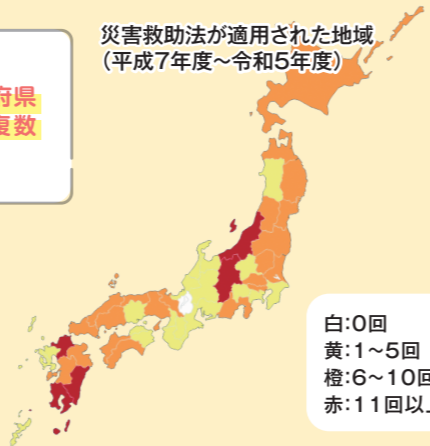 災害救助法が適用された地域
(平成7年度〜令和5年度)
府県
複数
白:0回
黄:1〜5回
橙:6〜10回
赤:11回以上